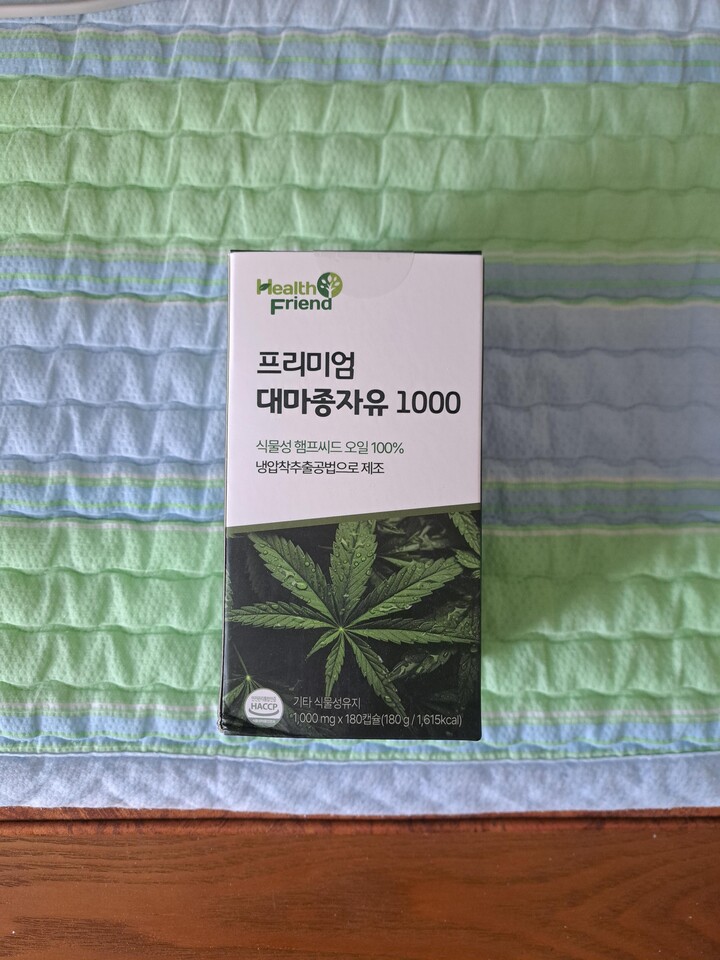 Health
Friend
프리미엄
대마종자유 1000
식물성 햄프씨드 오일 100%
냉압착추출공법으로 제조
HACCP
기타 식물성유지
1,000 mg x 180캡슐(180 g / 1,615kcal)